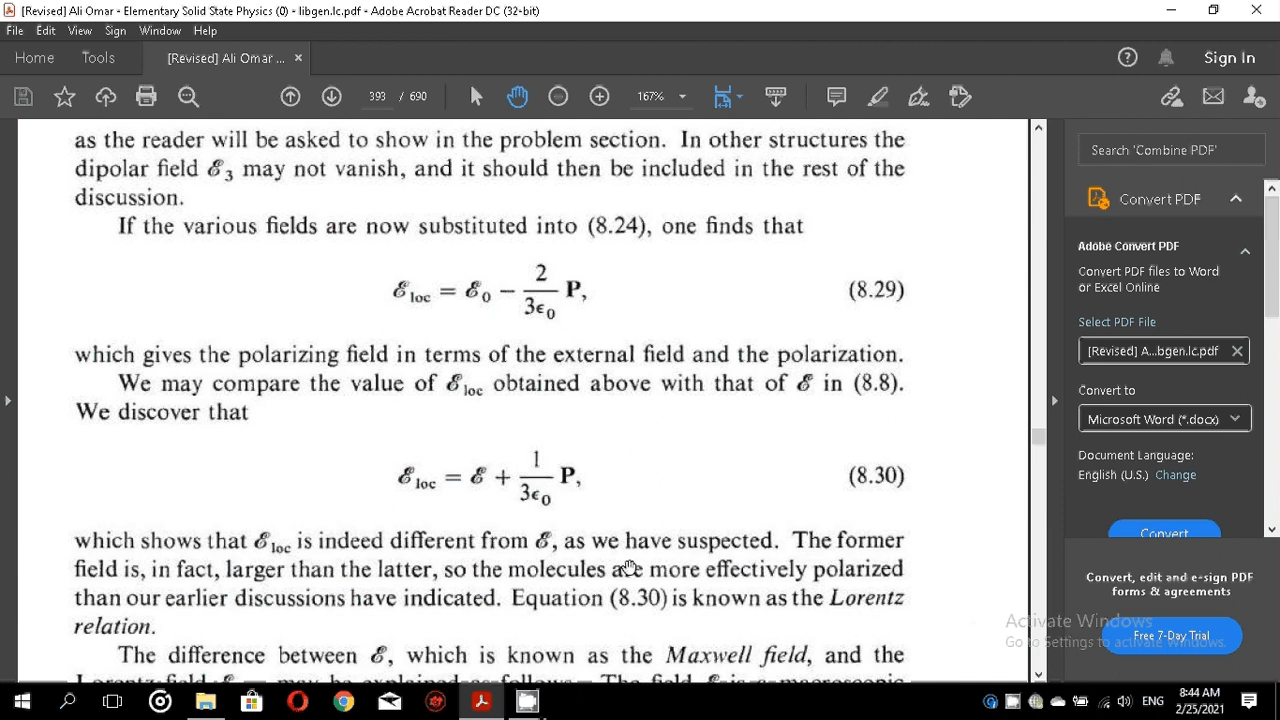 [Revised] Ali Omar - Elementary Solid State Physics (0) - libgen.lc.pdf - Adobe Acrobat Reader DC (32-bit)
File Edit View Sign Window Help
Home Tools [Revised] Ali Omar ... × Sign In
393 / 690 167%
as the reader will be asked to show in the problem section. In other structures the
dipolar field ℰ₃ may not vanish, and it should then be included in the rest of the
discussion.
If the various fields are now substituted into (8.24), one finds that
ℰ_loc = ℰ₀ − 2/(3ϵ₀) P, (8.29)
which gives the polarizing field in terms of the external field and the polarization.
We may compare the value of ℰ_loc obtained above with that of ℰ in (8.8).
We discover that
ℰ_loc = ℰ + 1/(3ϵ₀) P, (8.30)
which shows that ℰ_loc is indeed different from ℰ, as we have suspected. The former
field is, in fact, larger than the latter, so the molecules are more effectively polarized
than our earlier discussions have indicated. Equation (8.30) is known as the Lorentz
relation.
The difference between ℰ, which is known as the Maxwell field, and the
Search 'Combine PDF'
Convert PDF
Adobe Convert PDF
Convert PDF files to Word
or Excel Online
Select PDF File
[Revised] A...bgen.lc.pdf
Convert to
Microsoft Word (*.docx)
Document Language:
English (U.S.) Change
Convert
Convert, edit and e-sign PDF
forms & agreements
Free 7-Day Trial
Activate Windows
Go to Settings to activate Windows.
ENG
8:44 AM
2/25/2021